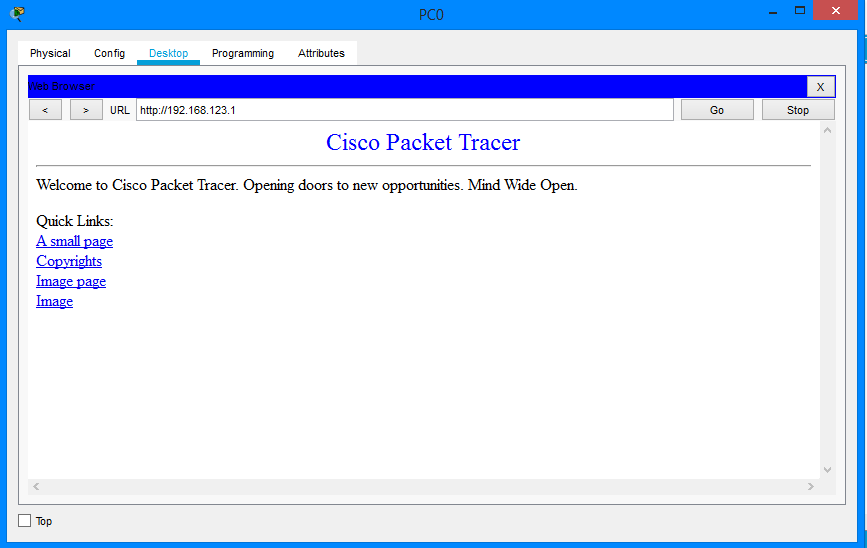 PC0
Physical Config Desktop Programming Attributes
Web Browser X
< > URL http://192.168.123.1 Go Stop
Cisco Packet Tracer
Welcome to Cisco Packet Tracer. Opening doors to new opportunities. Mind Wide Open.
Quick Links:
A small page
Copyrights
Image page
Image
Top